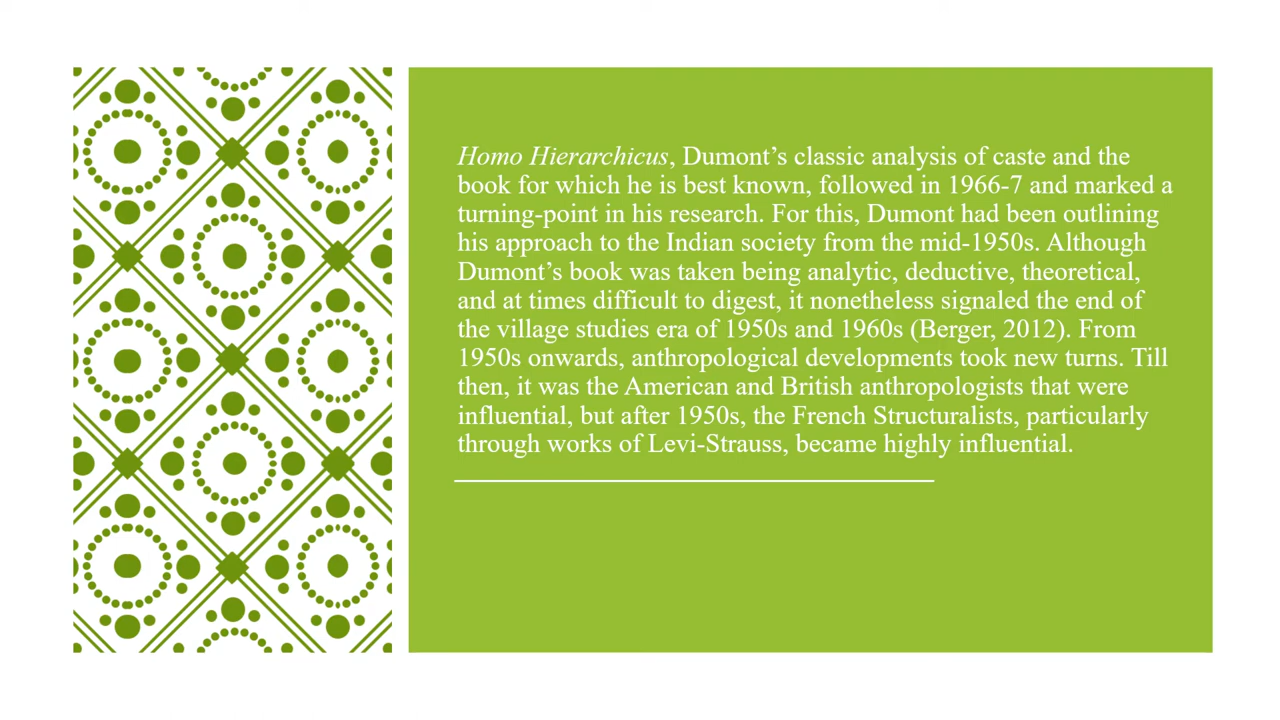 Homo Hierarchicus, Dumont’s classic analysis of caste and the
book for which he is best known, followed in 1966-7 and marked a
turning-point in his research. For this, Dumont had been outlining
his approach to the Indian society from the mid-1950s. Although
Dumont’s book was taken being analytic, deductive, theoretical,
and at times difficult to digest, it nonetheless signaled the end of
the village studies era of 1950s and 1960s (Berger, 2012). From
1950s onwards, anthropological developments took new turns. Till
then, it was the American and British anthropologists that were
influential, but after 1950s, the French Structuralists, particularly
through works of Levi-Strauss, became highly influential.